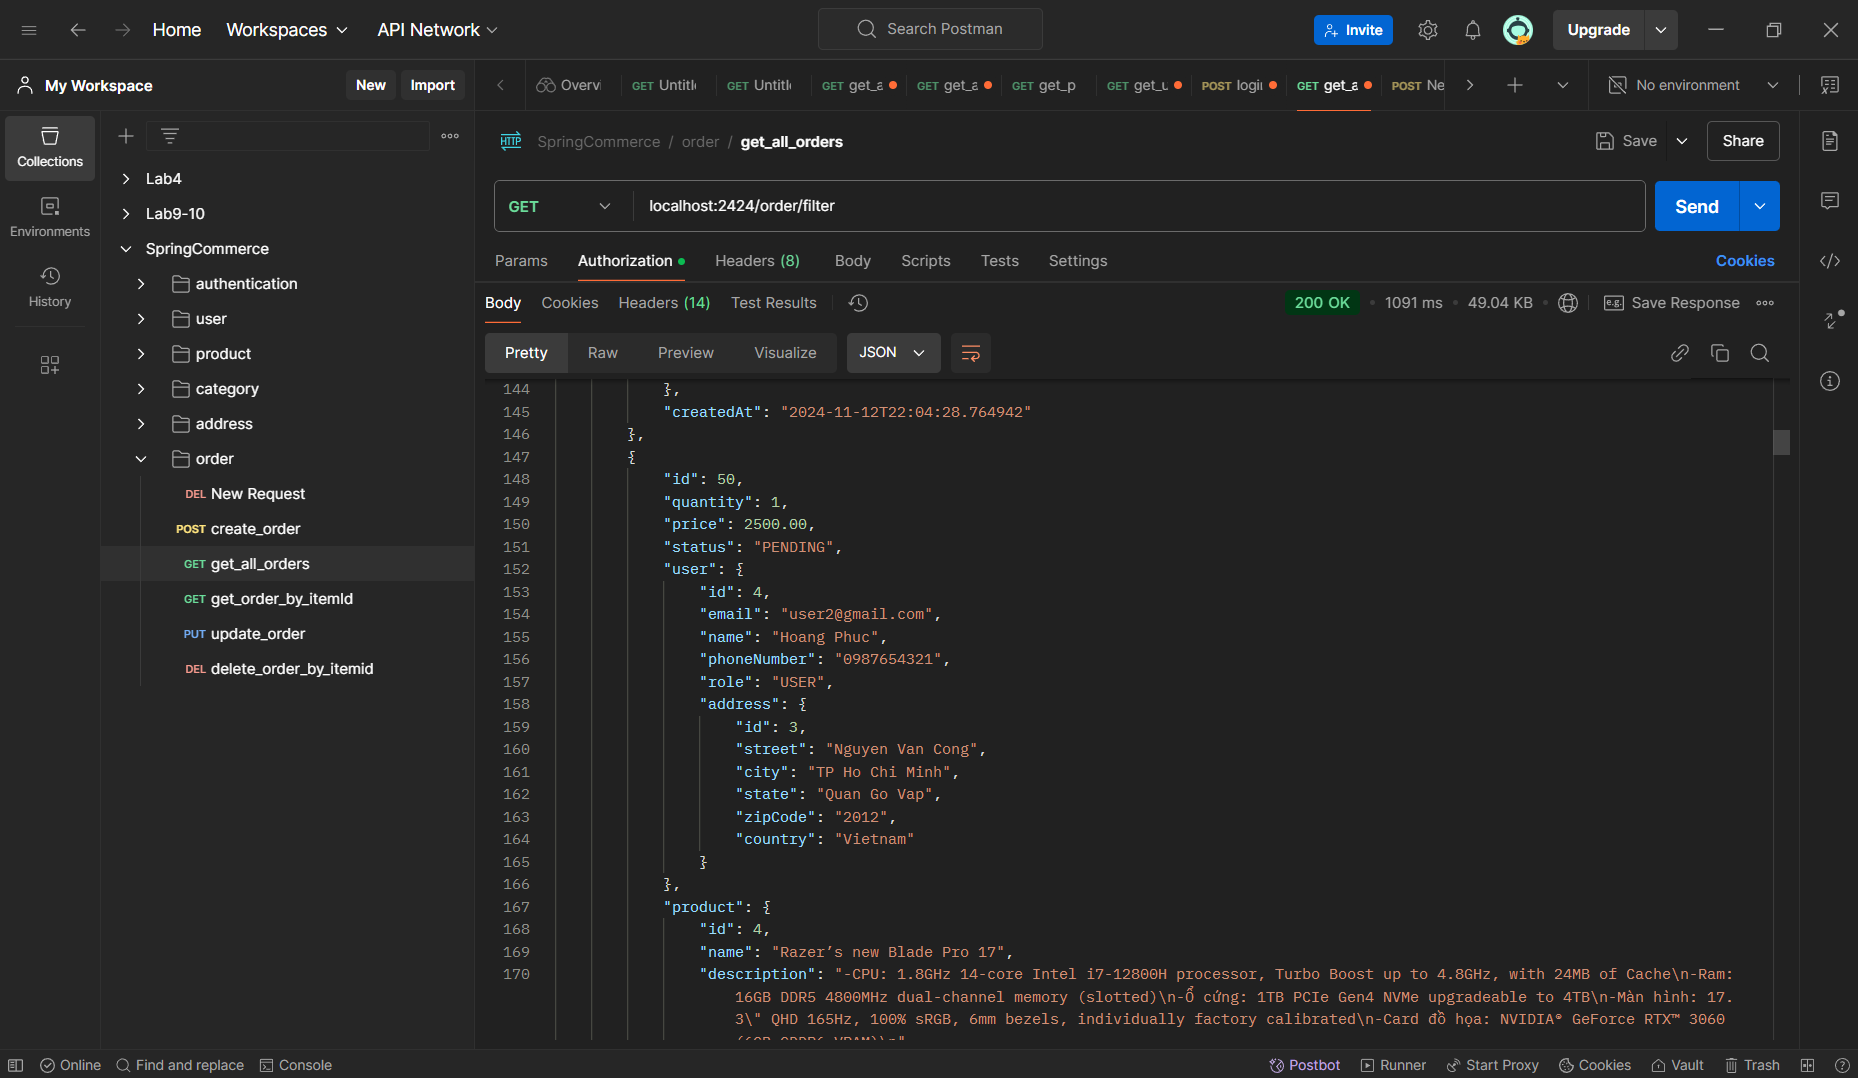 Home Workspaces API Network Search Postman Invite Upgrade
My Workspace New Import Overvi GET Untitl GET Untitl GET get_a GET get_a GET get_p GET get_u POST logi GET get_a POST Ne No environment
Collections
Environments
History
Lab4
Lab9-10
SpringCommerce
authentication
user
product
category
address
order
DEL New Request
POST create_order
GET get_all_orders
GET get_order_by_itemId
PUT update_order
DEL delete_order_by_itemid
HTTP SpringCommerce / order / get_all_orders Save Share
GET localhost:2424/order/filter Send
Params Authorization Headers (8) Body Scripts Tests Settings Cookies
Body Cookies Headers (14) Test Results 200 OK 1091 ms 49.04 KB e.g. Save Response
Pretty Raw Preview Visualize JSON
144 },
145 "createdAt": "2024-11-12T22:04:28.764942"
146 },
147 {
148 "id": 50,
149 "quantity": 1,
150 "price": 2500.00,
151 "status": "PENDING",
152 "user": {
153 "id": 4,
154 "email": "user2@gmail.com",
155 "name": "Hoang Phuc",
156 "phoneNumber": "0987654321",
157 "role": "USER",
158 "address": {
159 "id": 3,
160 "street": "Nguyen Van Cong",
161 "city": "TP Ho Chi Minh",
162 "state": "Quan Go Vap",
163 "zipCode": "2012",
164 "country": "Vietnam"
165 }
166 },
167 "product": {
168 "id": 4,
169 "name": "Razer’s new Blade Pro 17",
170 "description": "-CPU: 1.8GHz 14-core Intel i7-12800H processor, Turbo Boost up to 4.8GHz, with 24MB of Cache\n-Ram:
16GB DDR5 4800MHz dual-channel memory (slotted)\n-Ổ cứng: 1TB PCIe Gen4 NVMe upgradeable to 4TB\n-Màn hình: 17.
3\" QHD 165Hz, 100% sRGB, 6mm bezels, individually factory calibrated\n-Card đồ họa: NVIDIA® GeForce RTX™ 3060
Online Find and replace Console Postbot Runner Start Proxy Cookies Vault Trash